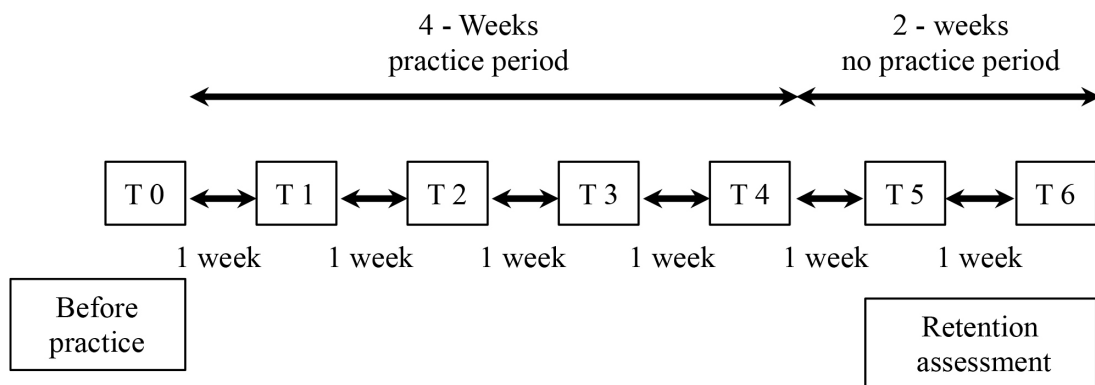 4 - Weeks
practice period
2 - weeks
no practice period
T 0
T 1
T 2
T 3
T 4
T 5
T 6
1 week
1 week
1 week
1 week
1 week
1 week
Before
practice
Retention
assessment